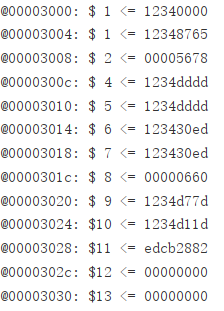 @00003000: $ 1 <= 12340000
@00003004: $ 1 <= 12348765
@00003008: $ 2 <= 00005678
@0000300c: $ 4 <= 1234dddd
@00003010: $ 5 <= 1234dddd
@00003014: $ 6 <= 123430ed
@00003018: $ 7 <= 123430ed
@0000301c: $ 8 <= 00000660
@00003020: $ 9 <= 1234d77d
@00003024: $10 <= 1234d11d
@00003028: $11 <= edcb2882
@0000302c: $12 <= 00000000
@00003030: $13 <= 00000000